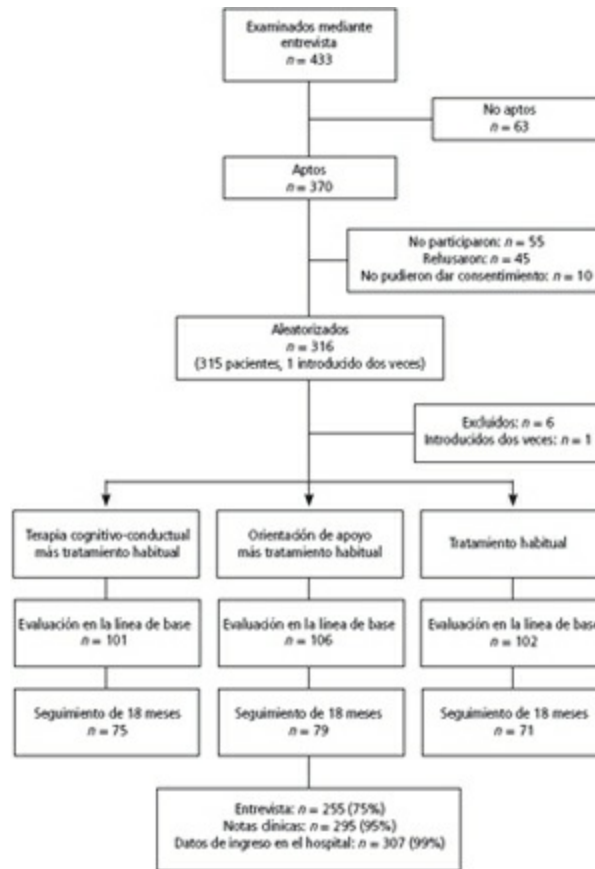 Examinados mediante
entrevista
n = 433
No aptos
n = 63
Aptos
n = 370
No participaron: n = 55
Rehusaron: n = 45
No pudieron dar consentimiento: n = 10
Aleatorizados
n = 316
(315 pacientes, 1 introducido dos veces)
Excluidos: n = 6
Introducidos dos veces: n = 1
Terapia cognitivo-conductual
más tratamiento habitual
Orientación de apoyo
más tratamiento habitual
Tratamiento habitual
Evaluación en la línea de base
n = 101
Evaluación en la línea de base
n = 106
Evaluación en la línea de base
n = 102
Seguimiento de 18 meses
n = 75
Seguimiento de 18 meses
n = 79
Seguimiento de 18 meses
n = 71
Entrevista: n = 255 (75%)
Notas clínicas: n = 295 (95%)
Datos de ingreso en el hospital: n = 307 (99%)